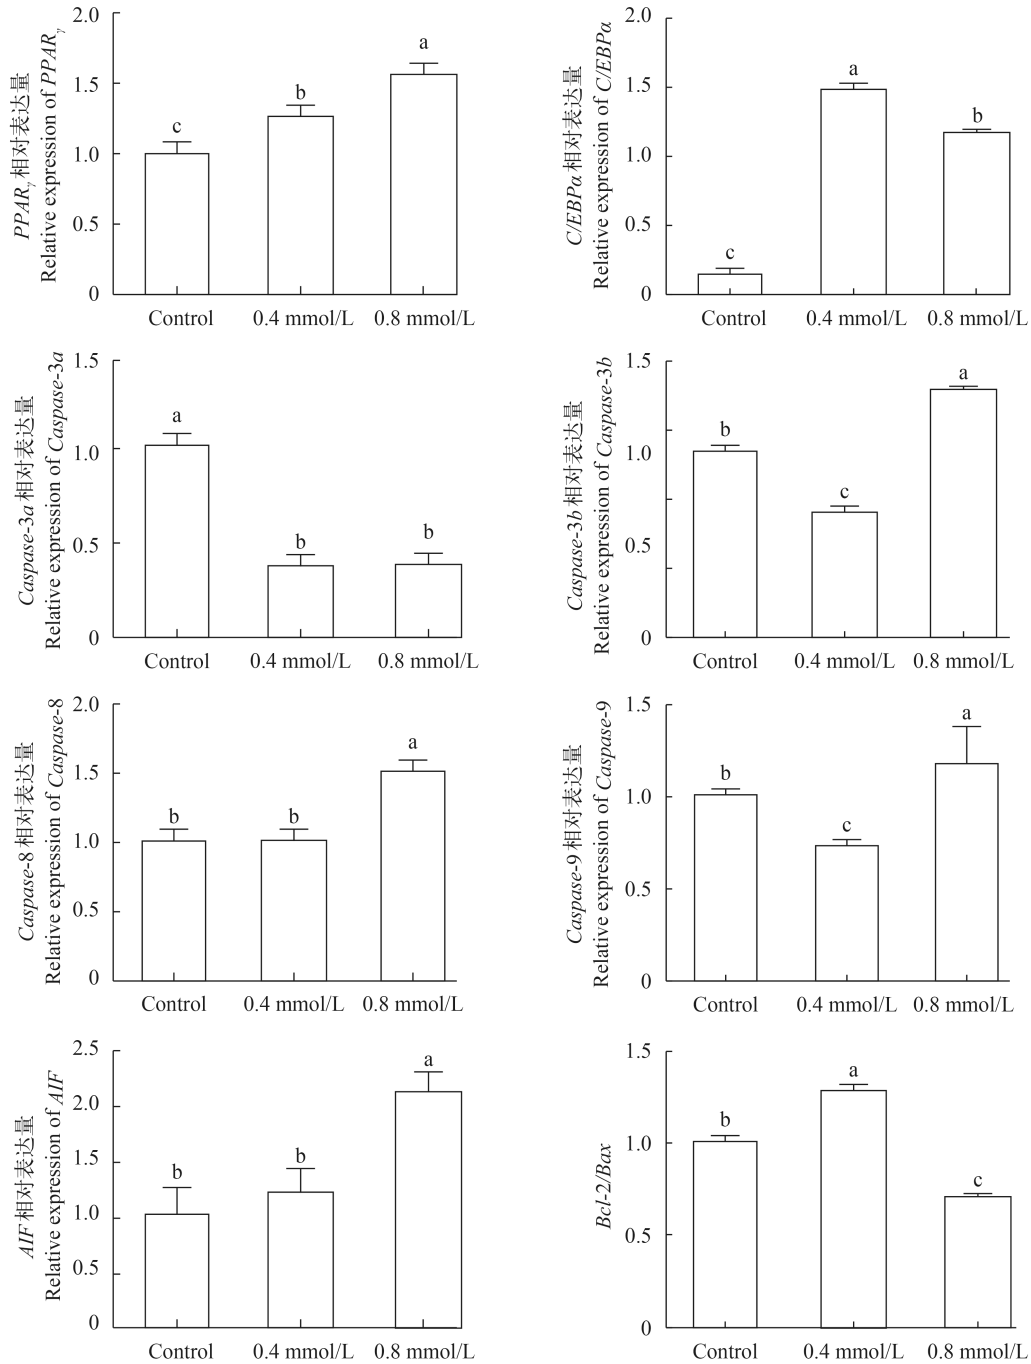 PPARγ 相对表达量
Relative expression of PPARγ
2.0
1.5
1.0
0.5
0
c
b
a
Control
0.4 mmol/L
0.8 mmol/L
C/EBPα 相对表达量
Relative expression of C/EBPα
2.0
1.5
1.0
0.5
0
c
a
b
Control
0.4 mmol/L
0.8 mmol/L
Caspase-3a 相对表达量
Relative expression of Caspase-3a
1.5
1.0
0.5
0
a
b
b
Control
0.4 mmol/L
0.8 mmol/L
Caspase-3b 相对表达量
Relative expression of Caspase-3b
1.5
1.0
0.5
0
b
c
a
Control
0.4 mmol/L
0.8 mmol/L
Caspase-8 相对表达量
Relative expression of Caspase-8
2.0
1.5
1.0
0.5
0
b
b
a
Control
0.4 mmol/L
0.8 mmol/L
Caspase-9 相对表达量
Relative expression of Caspase-9
1.5
1.0
0.5
0
b
c
a
Control
0.4 mmol/L
0.8 mmol/L
AIF 相对表达量
Relative expression of AIF
2.5
2.0
1.5
1.0
0.5
0
b
b
a
Control
0.4 mmol/L
0.8 mmol/L
Bcl-2/Bax
1.5
1.0
0.5
0
b
a
c
Control
0.4 mmol/L
0.8 mmol/L